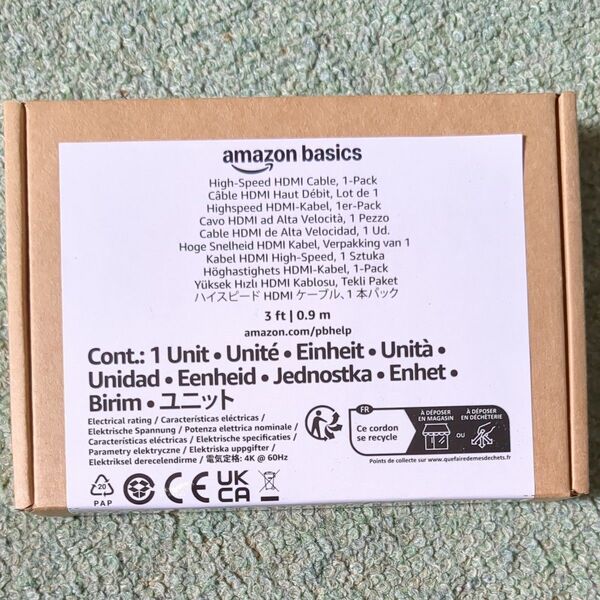 amazon basics
High-Speed HDMI Cable, 1-Pack
Câble HDMI Haut Débit, Lot de 1
Highspeed HDMI-Kabel, 1er-Pack
Cavo HDMI ad Alta Velocità, 1 Pezzo
Cable HDMI de Alta Velocidad, 1 Ud.
Hoge Snelheid HDMI Kabel, Verpakking van 1
Kabel HDMI High-Speed, 1 Sztuka
Höghastighets HDMI-Kabel, 1-Pack
Yüksek Hızlı HDMI Kablosu, Tekli Paket
ハイスピード HDMI ケーブル, 1 本パック
3 ft | 0.9 m
amazon.com/pbhelp
Cont.: 1 Unit • Unité • Einheit • Unità •
Unidad • Eenheid • Jednostka • Enhet •
Birim • ユニット
Electrical rating / Caractéristiques électriques /
Elektrische Spannung / Potenza elettrica nominale /
Características eléctricas / Elektrische specificaties /
Parametry elektryczne / Elektriska uppgifter /
Elektriksel derecelendirme / 電気定格: 4K @ 60Hz
FR
Ce cordon
se recycle
À DÉPOSER
EN MAGASIN
OU
À DÉPOSER
EN DÉCHÈTERIE
Points de collecte sur www.quefairedemesdechets.fr
20
PAP
CE
UK
CA